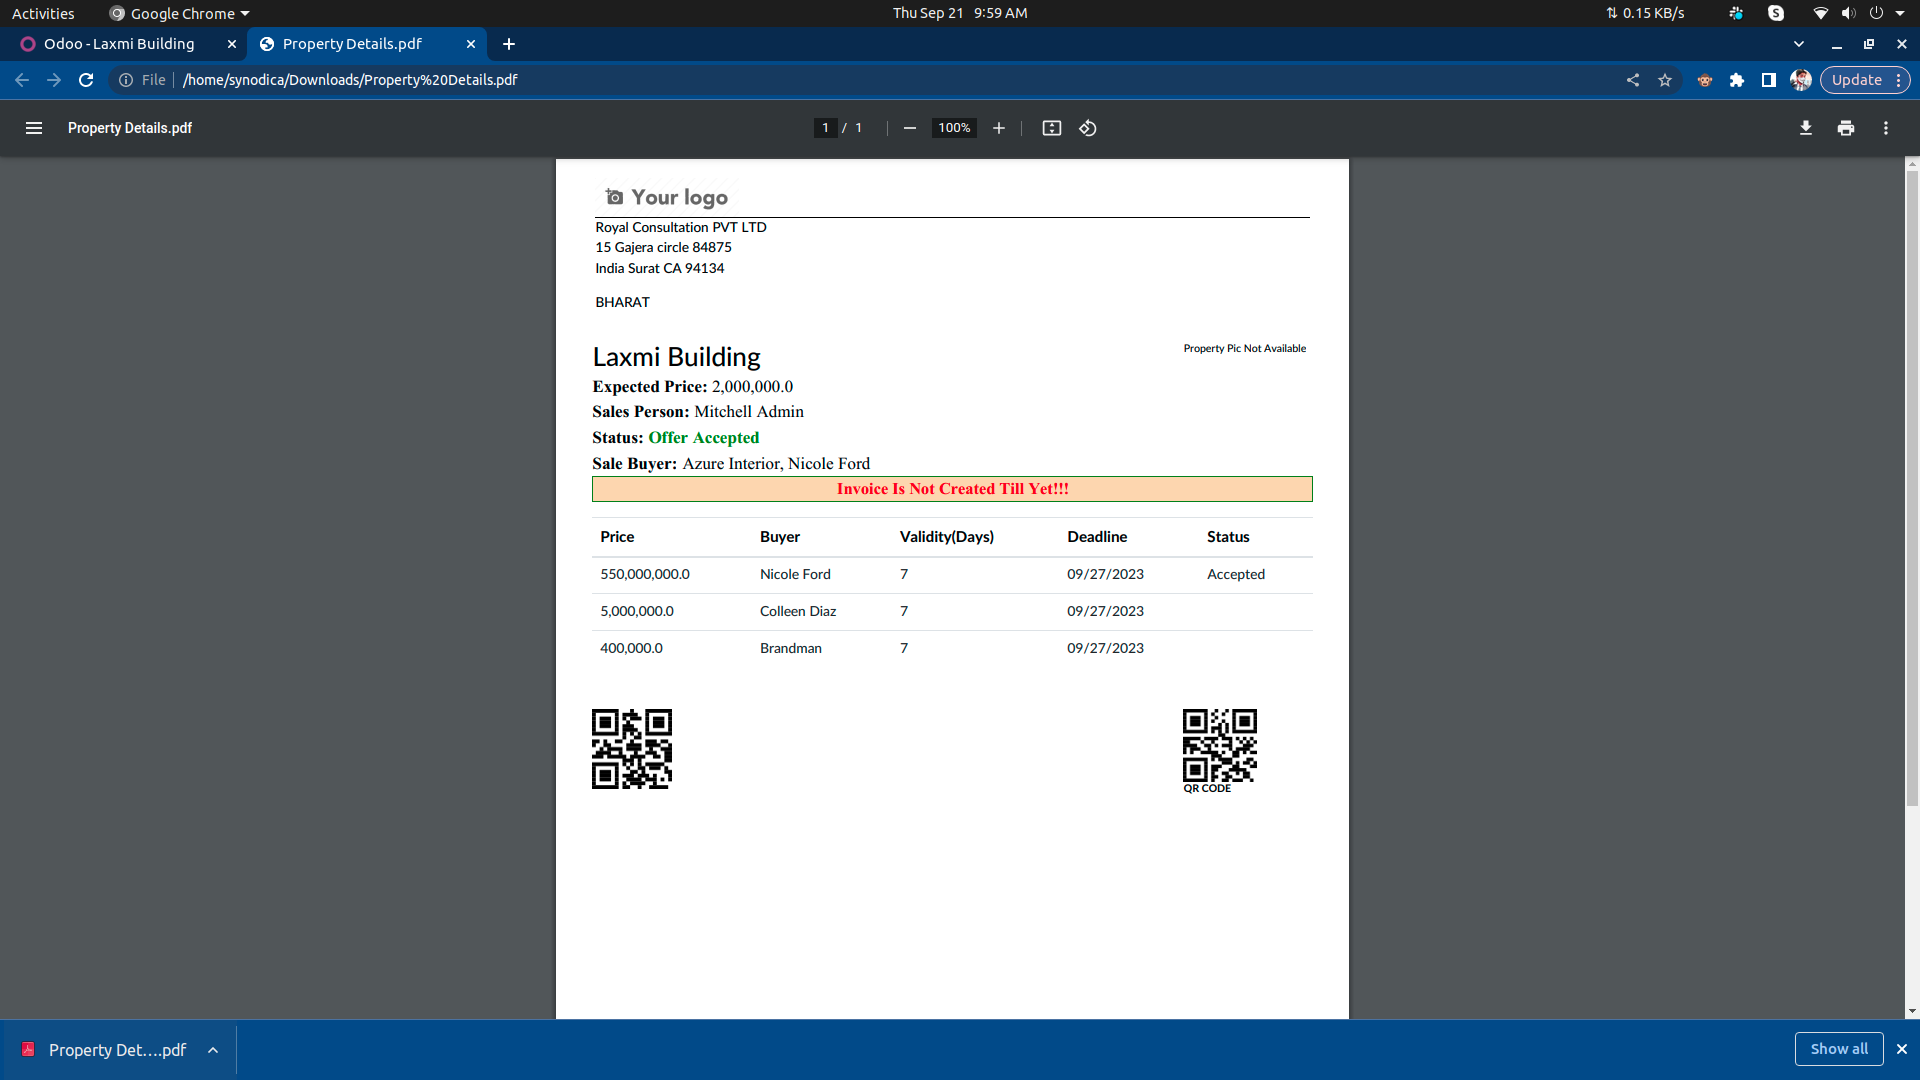 Activities
Google Chrome
Thu Sep 21 9:59 AM
0.15 KB/s
S
Odoo - Laxmi Building
Property Details.pdf
File
/home/synodica/Downloads/Property%20Details.pdf
Update
Property Details.pdf
1 / 1
100%
Your logo
Royal Consultation PVT LTD
15 Gajera circle 84875
India Surat CA 94134
BHARAT
Laxmi Building
Property Pic Not Available
Expected Price: 2,000,000.0
Sales Person: Mitchell Admin
Status: Offer Accepted
Sale Buyer: Azure Interior, Nicole Ford
Invoice Is Not Created Till Yet!!!
Price Buyer Validity(Days) Deadline Status
550,000,000.0 Nicole Ford 7 09/27/2023 Accepted
5,000,000.0 Colleen Diaz 7 09/27/2023
400,000.0 Brandman 7 09/27/2023
QR CODE
Property Det....pdf
Show all